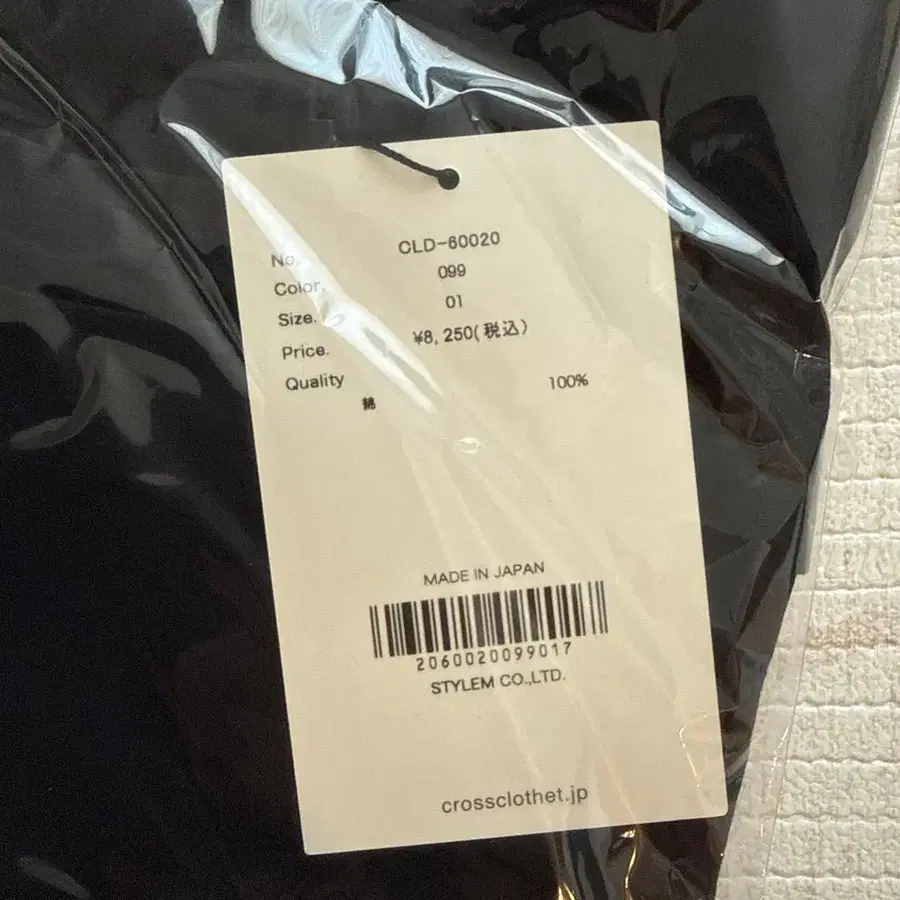 No. CLD-60020
Color. 099
Size. 01
Price. ¥8,250(税込)
Quality
綿 100%
MADE IN JAPAN
2060020099017
STYLEM CO.,LTD.
crossclothet.jp